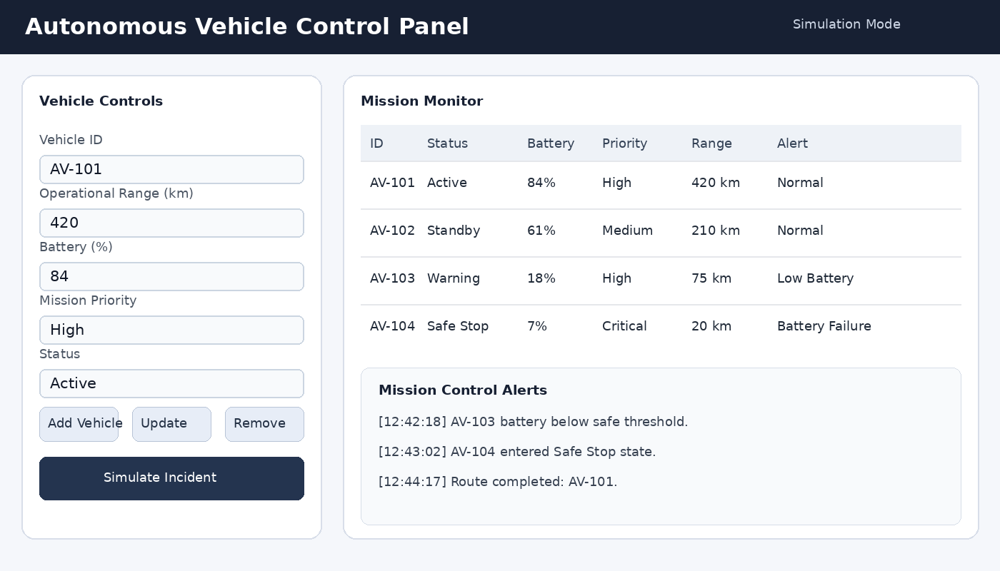 Autonomous Vehicle Control Panel
Simulation Mode
Vehicle Controls
Vehicle ID
AV-101
Operational Range (km)
420
Battery (%)
84
Mission Priority
High
Status
Active
Add Vehicle Update Remove
Simulate Incident
Mission Monitor
ID Status Battery Priority Range Alert
AV-101 Active 84% High 420 km Normal
AV-102 Standby 61% Medium 210 km Normal
AV-103 Warning 18% High 75 km Low Battery
AV-104 Safe Stop 7% Critical 20 km Battery Failure
Mission Control Alerts
[12:42:18] AV-103 battery below safe threshold.
[12:43:02] AV-104 entered Safe Stop state.
[12:44:17] Route completed: AV-101.